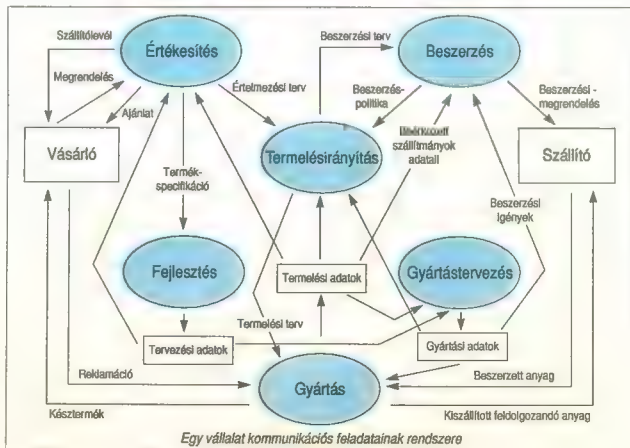 Szállítólevél
Értékesítés
Beszerzési terv
Beszerzés
Megrendelés
Ajánlat
Értelmezési terv
Beszerzés-
politika
Beszerzési -
megrendelés
Vásárló
Termelésirányítás
szállítmányok
adatai
Szállító
Termék-
specifikáció
Beszerzési
igények
Fejlesztés
Termelési adatok
Gyártástervezés
Tervezési adatok
Termelési terv
Gyártási adatok
Reklamáció
Gyártás
Beszerzett anyag
Késztermék
Kiszállított feldolgozandó anyag
Egy vállalat kommunikációs feladatainak rendszere